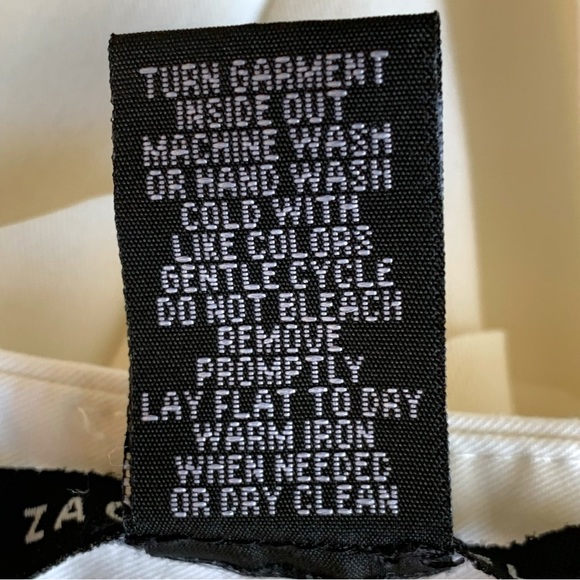 TURN GARMENT
INSIDE OUT
MACHINE WASH
OR HAND WASH
COLD WITH
LIKE COLORS
GENTLE CYCLE
DO NOT BLEACH
REMOVE
PROMPTLY
LAY FLAT TO DRY
WARM IRON
WHEN NEEDED
OR DRY CLEAN